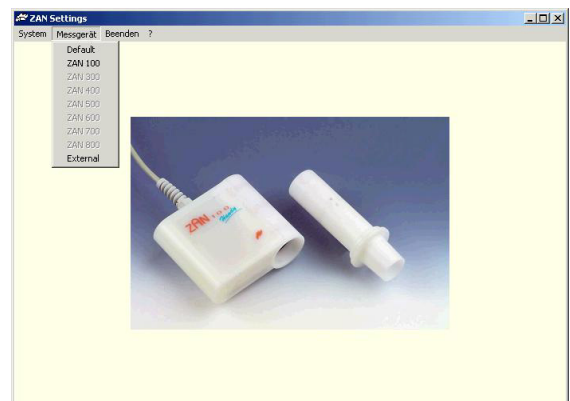 ZAN Settings
System Messgerät Beenden ?
Default
ZAN 100
ZAN 300
ZAN 400
ZAN 500
ZAN 600
ZAN 700
ZAN 800
External
ZAN 100